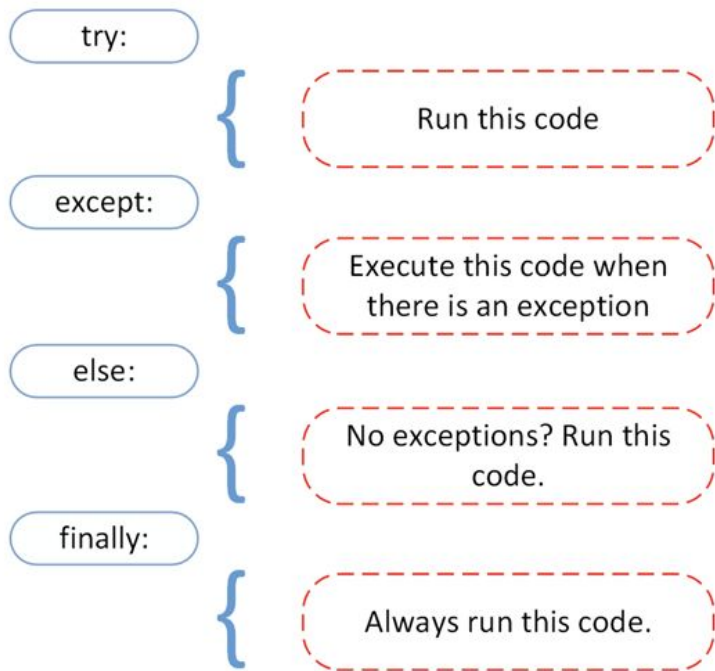 try:
Run this code
except:
Execute this code when
there is an exception
else:
No exceptions? Run this
code.
finally:
Always run this code.